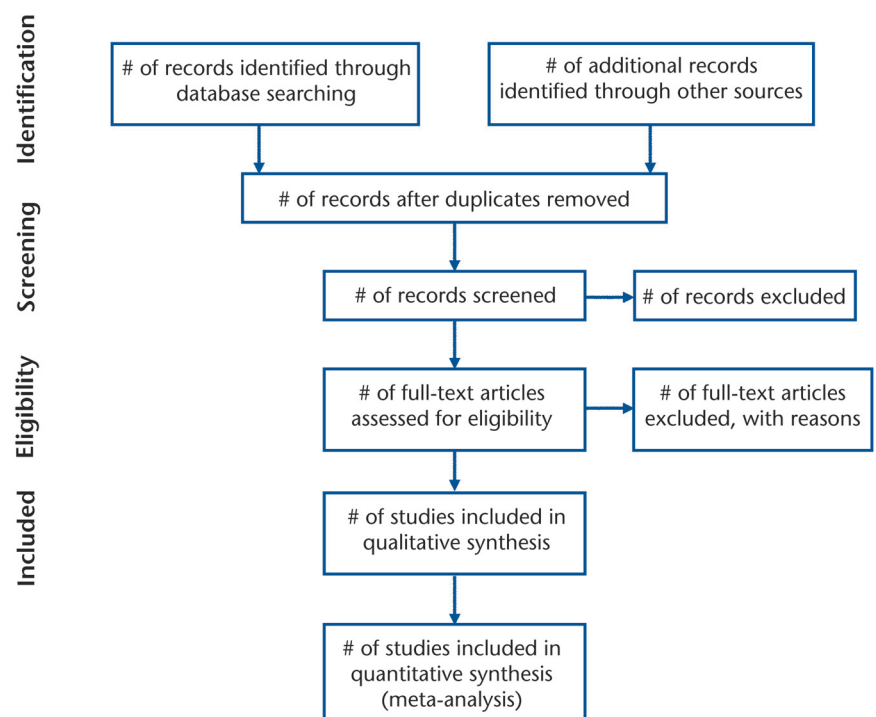 Identification
# of records identified through
database searching
# of additional records
identified through other sources
# of records after duplicates removed
Screening
# of records screened
# of records excluded
Eligibility
# of full-text articles
assessed for eligibility
# of full-text articles
excluded, with reasons
Included
# of studies included in
qualitative synthesis
# of studies included in
quantitative synthesis
(meta-analysis)